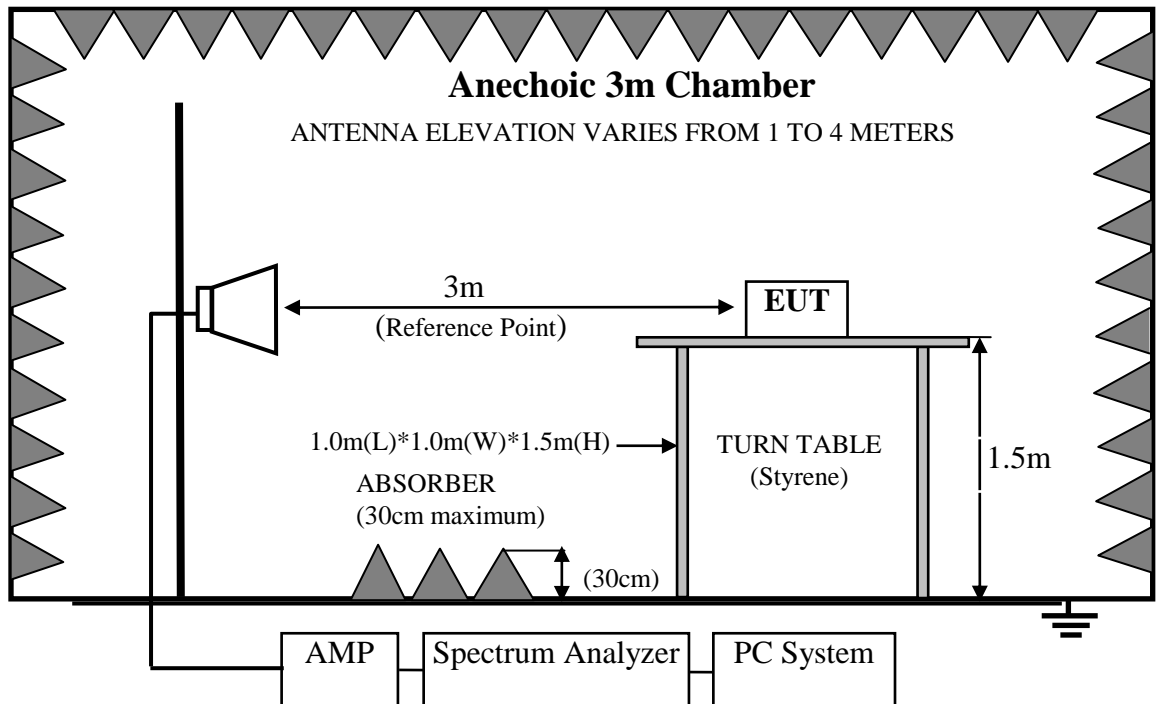 Anechoic 3m Chamber
ANTENNA ELEVATION VARIES FROM 1 TO 4 METERS
3m
(Reference Point)
EUT
1.0m(L)*1.0m(W)*1.5m(H)
TURN TABLE
(Styrene)
1.5m
ABSORBER
(30cm maximum)
(30cm)
AMP
Spectrum Analyzer
PC System